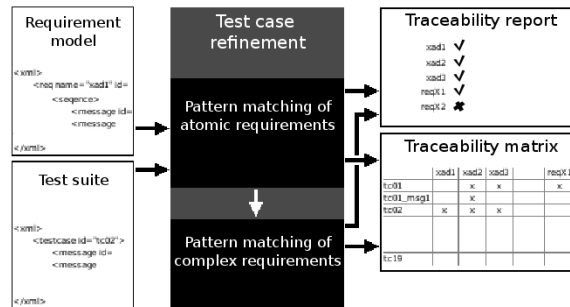 Requirement
model
<xml>
<req name="xad1" id=
<seqence>
<message id=
<message
</xml>
Test suite
<xml>
<testcase id="tc02">
<message id=
<message
</xml>
Test case
refinement
Pattern matching of
atomic requirements
Pattern matching of
complex requirements
Traceability report
xad1 ✓
xad2 ✓
xad3 ✓
reqX1 ✓
reqX2 ✖
Traceability matrix
xad1 xad2 xad3 reqX1
tc01 x x x
tc01_msg1 x
tc02 x x x
tc19